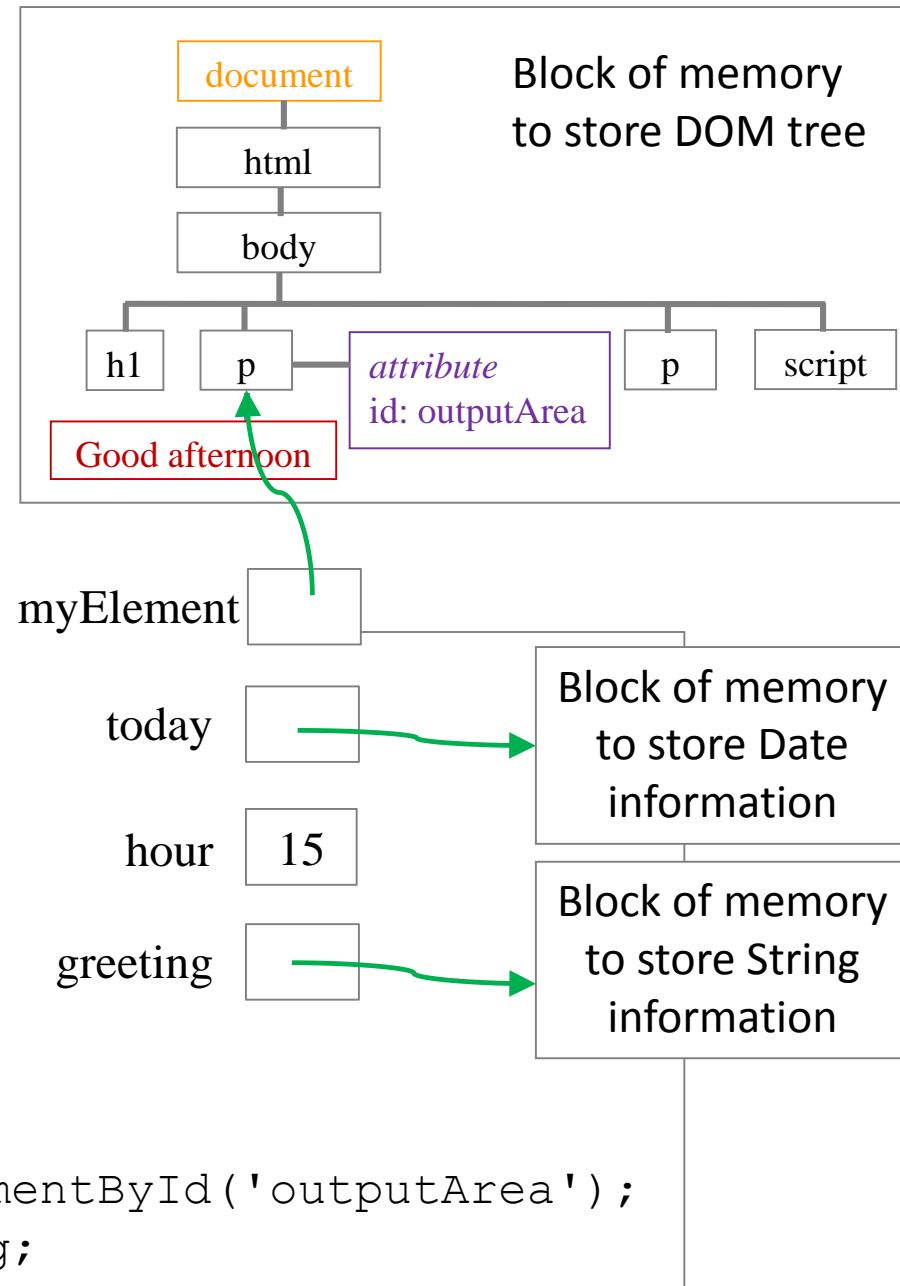 document
Block of memory
to store DOM tree
html
body
h1
p
attribute
id: outputArea
p
script
Good afternoon
myElement
today
Block of memory
to store Date
information
hour
15
greeting
Block of memory
to store String
information
mentById('outputArea');
g;